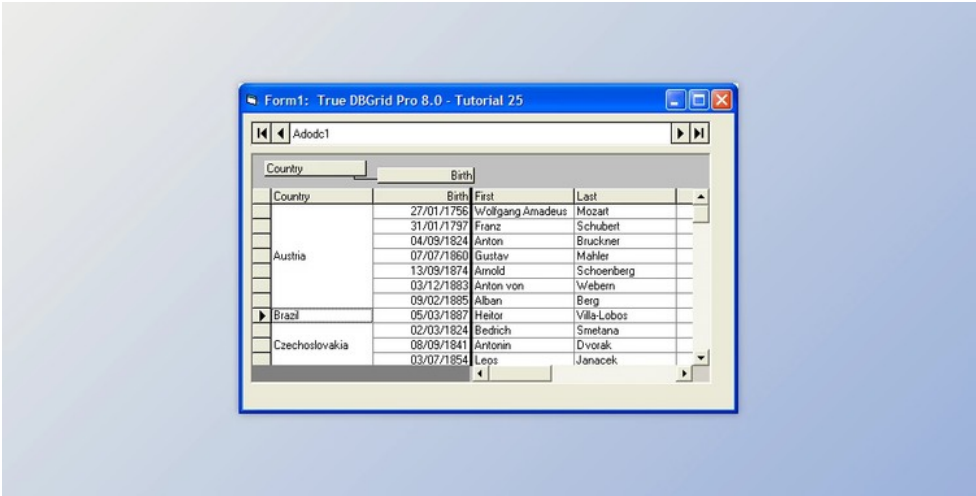 Form1: True DBGrid Pro 8.0 - Tutorial 25
Adodc1
Country
Birth
Country Birth First Last
27/01/1756 Wolfgang Amadeus Mozart
31/01/1797 Franz Schubert
04/09/1824 Anton Bruckner
Austria 07/07/1860 Gustav Mahler
13/09/1874 Arnold Schoenberg
03/12/1883 Anton von Webern
09/02/1885 Alban Berg
Brazil 05/03/1887 Heitor Villa-Lobos
02/03/1824 Bedrich Smetana
Czechoslovakia 08/09/1841 Antonin Dvorak
03/07/1854 Leos Janacek